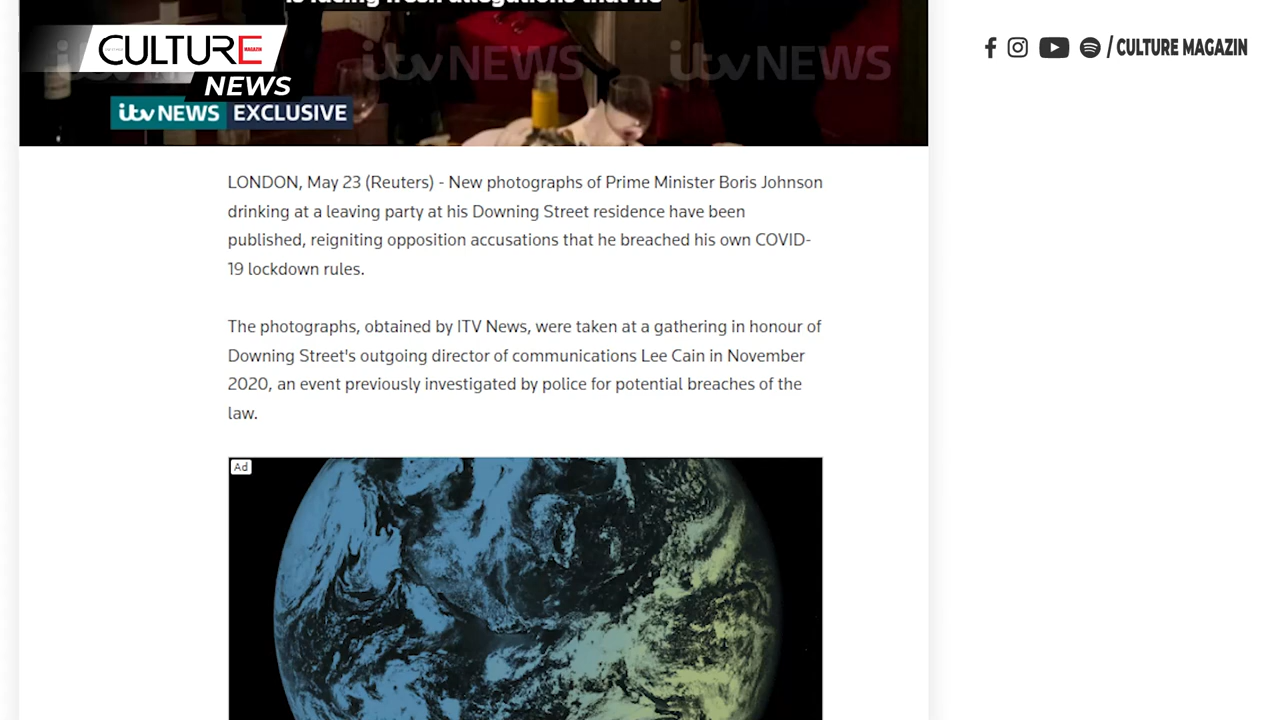 is facing fresh allegations that he
CULTURE
MAGAZIN
NEWS
/ CULTURE MAGAZIN
itv NEWS
itv NEWS
itv NEWS
itv NEWS EXCLUSIVE
LONDON, May 23 (Reuters) - New photographs of Prime Minister Boris Johnson
drinking at a leaving party at his Downing Street residence have been
published, reigniting opposition accusations that he breached his own COVID-
19 lockdown rules.
The photographs, obtained by ITV News, were taken at a gathering in honour of
Downing Street's outgoing director of communications Lee Cain in November
2020, an event previously investigated by police for potential breaches of the
law.
Ad